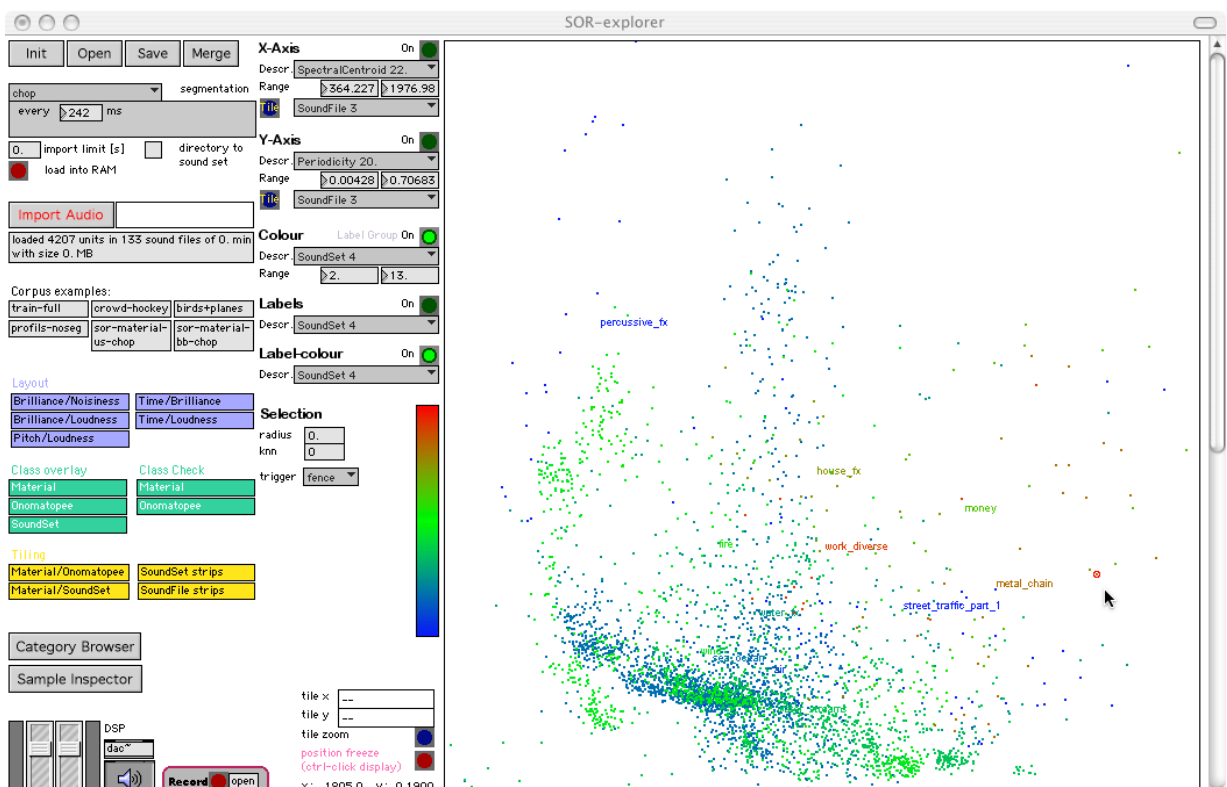 SOR-explorer
Init
Open
Save
Merge
chop
segmentation
every 242 ms
0. import limit [s]
directory to
sound set
load into RAM
Import Audio
loaded 4207 units in 133 sound files of 0. min
with size 0. MB
Corpus examples:
train-full
crowd-hockey
birds+planes
profils-noseg
sor-material-
us-chop
sor-material-
bb-chop
Layout
Brilliance/Noisiness
Time/Brilliance
Brilliance/Loudness
Time/Loudness
Pitch/Loudness
Class overlay
Class Check
Material
Material
Onomatopee
Onomatopee
SoundSet
Tiling
Material/Onomatopee
SoundSet strips
Material/SoundSet
SoundFile strips
Category Browser
Sample Inspector
DSP
dac~
Record
open
X-Axis
On
Descr. SpectralCentroid 22.
Range 364.227 1976.98
Tile SoundFile 3
Y-Axis
On
Descr. Periodicity 20.
Range 0.00428 0.70683
Tile SoundFile 3
Colour
Label Group On
Descr. SoundSet 4
Range 2. 13.
Labels
On
Descr. SoundSet 4
Label-colour
On
Descr. SoundSet 4
Selection
radius 0.
knn 0
trigger fence
tile x --
tile y --
tile zoom
position freeze
(ctrl-click display)
X: 1805.0 Y: 0.1900
percussive_fx
house_fx
money
fire
work_diverse
metal_chain
street_traffic_part_1
water_fx
sea_ocean
air